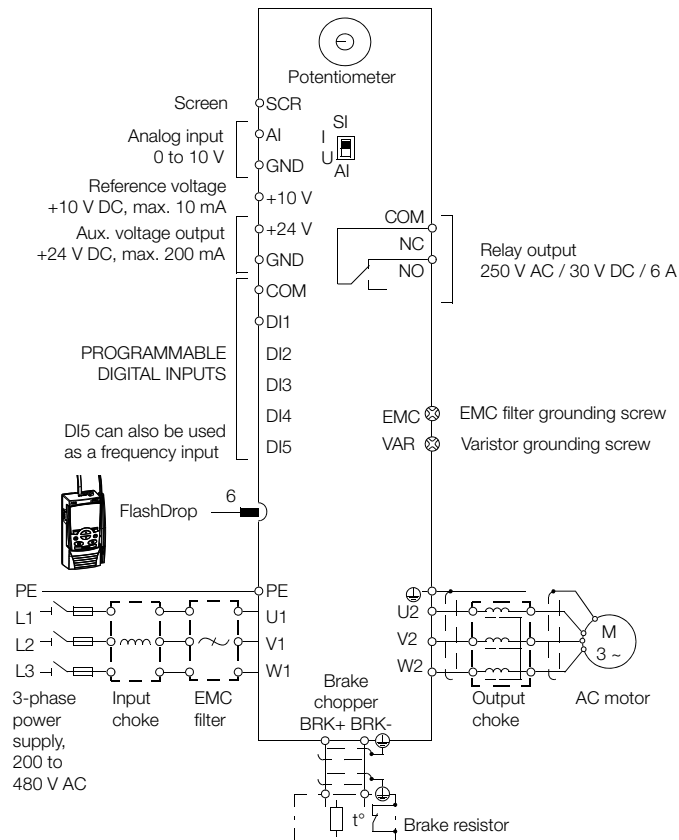 Potentiometer
Screen
SCR
Analog input
0 to 10 V
AI
GND
SI
I
U
AI
Reference voltage
+10 V DC, max. 10 mA
+10 V
Aux. voltage output
+24 V DC, max. 200 mA
+24 V
GND
COM
NC
NO
Relay output
250 V AC / 30 V DC / 6 A
COM
DI1
PROGRAMMABLE
DIGITAL INPUTS
DI2
DI3
DI4
DI5 can also be used
as a frequency input
DI5
EMC
EMC filter grounding screw
VAR
Varistor grounding screw
FlashDrop
6
PE
PE
L1
U1
U2
L2
V1
V2
L3
W1
W2
M
3 ~
3-phase
power
supply,
200 to
480 V AC
Input
choke
EMC
filter
Brake
chopper
BRK+ BRK-
Output
choke
AC motor
t°
Brake resistor